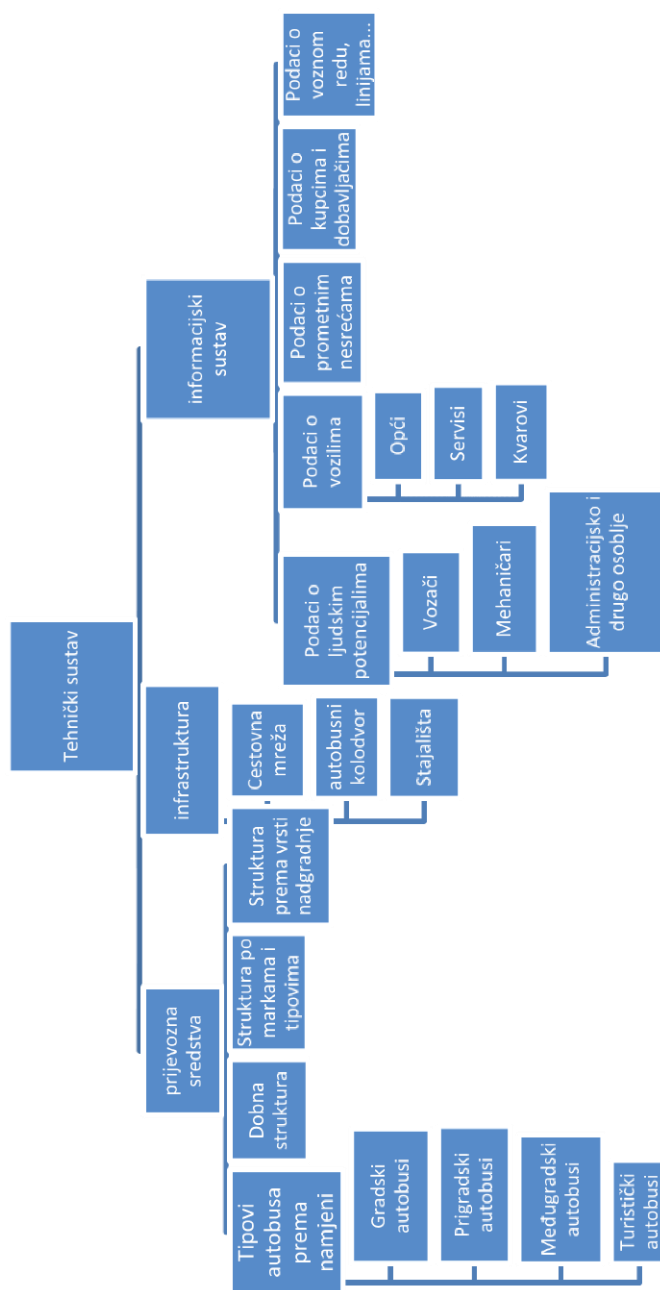 Tehnički sustav
prijevozna
sredstva
infrastruktura
informacijski
sustav
Tipovi
autobusa
prema
namjeni
Gradski
autobusi
Prigradski
autobusi
Međugradski
autobusi
Turistički
autobusi
Dobna
struktura
Struktura po
markama i
tipovima
Struktura
prema vrsti
nadgradnje
Cestovna
mreža
autobusni
kolodvor
Stajališta
Podaci o
ljudskim
potencijalima
Vozači
Mehaničari
Administracijsko i
drugo osoblje
Podaci o
vozilima
Opći
Servisi
Kvarovi
Podaci o
prometnim
nesrećama
Podaci o
kupcima i
dobavljačima
Podaci o
voznom
redu,
linijama...